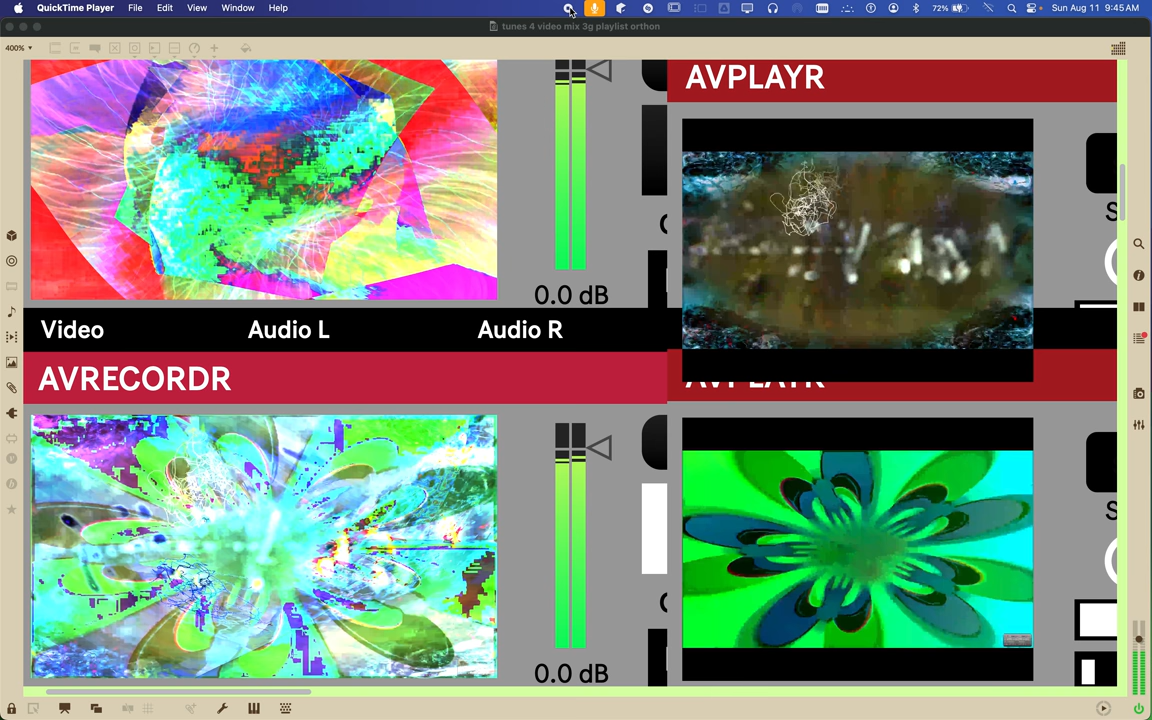 QuickTime Player File Edit View Window Help 72% Sun Aug 11 9:45 AM
tunes 4 video mix 3g playlist orthon
400%
AVPLAYR
S
0.0 dB
Video Audio L Audio R
AVRECORDR
AVPLAYR
S
0.0 dB